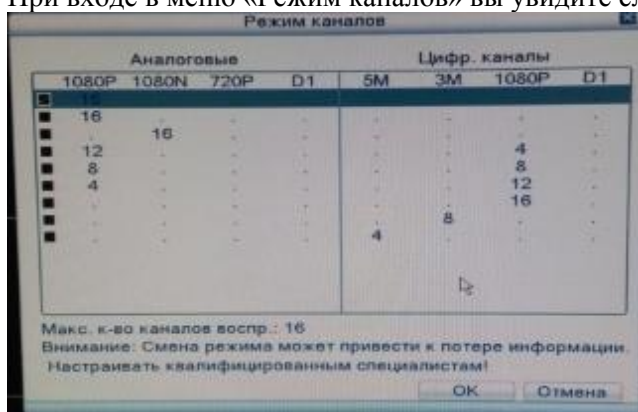 При входе в меню «Режим каналов» вы увидите
Режим каналов
Аналоговые Цифр. каналы
1080P 1080N 720P D1 5M 3M 1080P D1
16 . . . . . . .
16 . . . . . . .
. 16 . . . . . .
12 . . . . . 4 .
8 . . . . . 8 .
4 . . . . . 12 .
. . . . . . 16 .
. . . . . 8 . .
. . . . 4 . . .
Макс. к-во каналов воспр.: 16
Внимание: Смена режима может привести к потере информации.
Настраивать квалифицированным специалистам!
OK Отмена